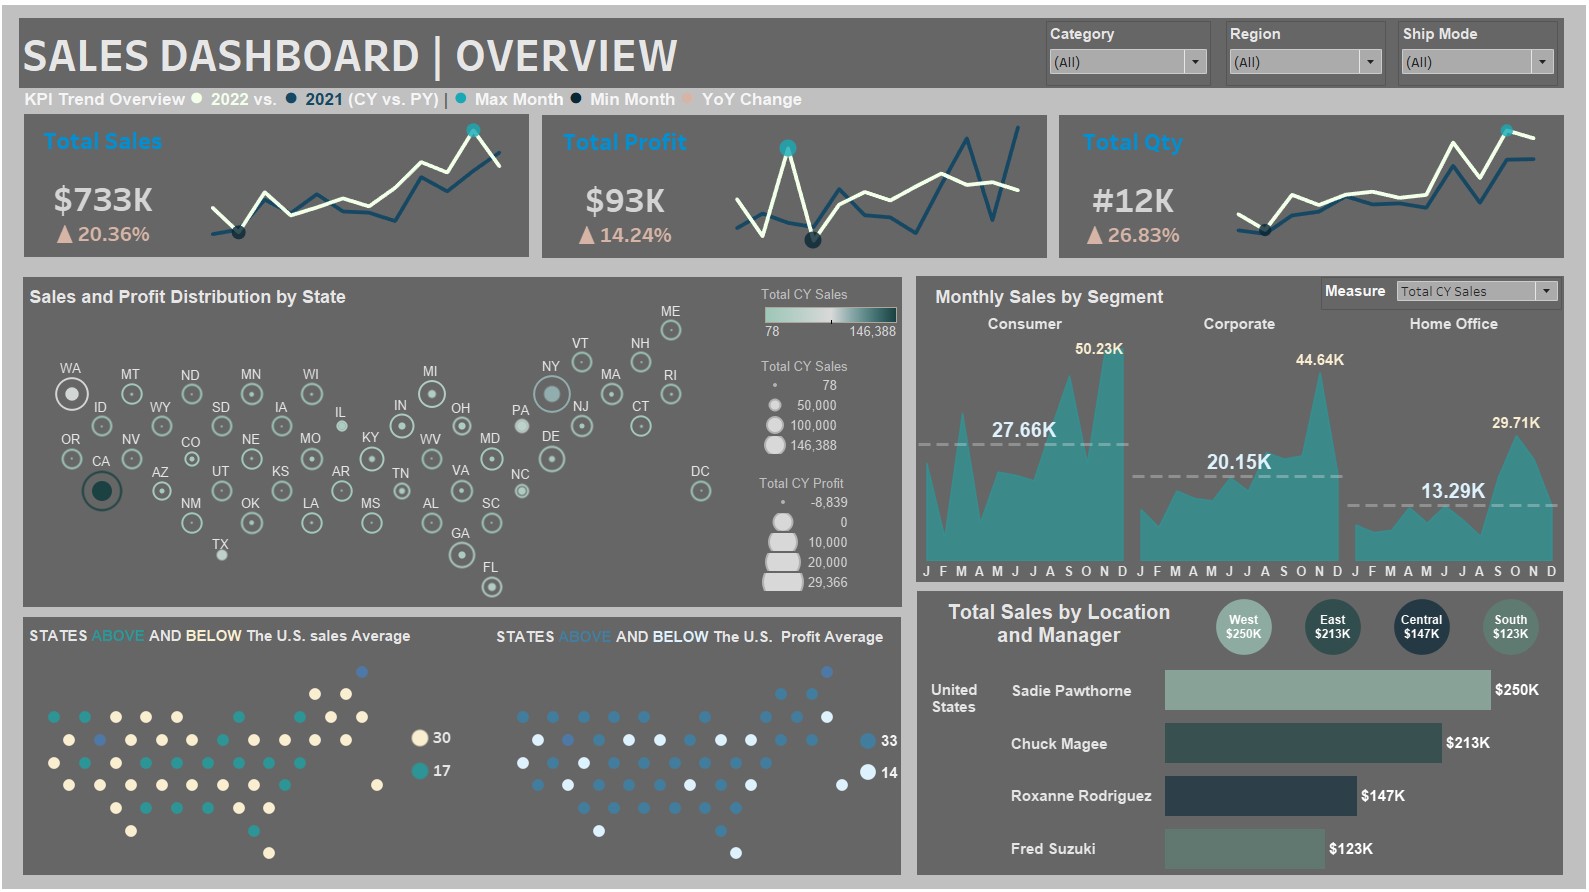 SALES DASHBOARD | OVERVIEW
Category
(All)
Region
(All)
Ship Mode
(All)
KPI Trend Overview 2022 vs. 2021 (CY vs. PY) | Max Month Min Month YoY Change
Total Sales
$733K
▲ 20.36%
Total Profit
$93K
▲ 14.24%
Total Qty
#12K
▲ 26.83%
Sales and Profit Distribution by State
ME
VT
NH
WA
MT
ND
MN
WI
MI
NY
MA
RI
ID
WY
SD
IA
IL
IN
OH
PA
NJ
CT
OR
NV
CO
NE
MO
KY
WV
MD
DE
CA
AZ
UT
KS
AR
TN
VA
NC
DC
NM
OK
LA
MS
AL
SC
TX
GA
FL
Total CY Sales
78 146,388
Total CY Sales
78
50,000
100,000
146,388
Total CY Profit
-8,839
0
10,000
20,000
29,366
Monthly Sales by Segment
Measure
Total CY Sales
Consumer
Corporate
Home Office
50.23K
27.66K
44.64K
20.15K
29.71K
13.29K
J F M A M J J A S O N D
J F M A M J J A S O N D
J F M A M J J A S O N D
STATES ABOVE AND BELOW The U.S. sales Average
30
17
STATES ABOVE AND BELOW The U.S. Profit Average
33
14
Total Sales by Location
and Manager
West
$250K
East
$213K
Central
$147K
South
$123K
United
States
Sadie Pawthorne
$250K
Chuck Magee
$213K
Roxanne Rodriguez
$147K
Fred Suzuki
$123K